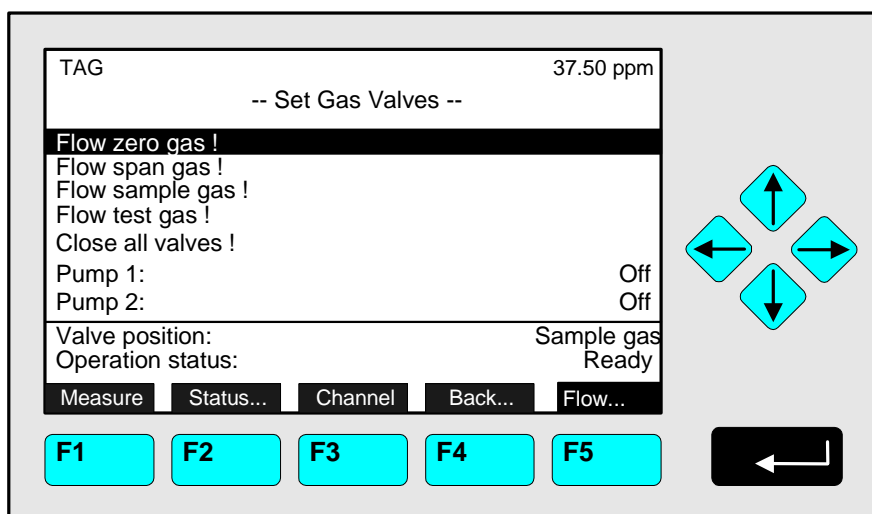 TAG 37.50 ppm
-- Set Gas Valves --
Flow zero gas !
Flow span gas !
Flow sample gas !
Flow test gas !
Close all valves !
Pump 1: Off
Pump 2: Off
Valve position: Sample gas
Operation status: Ready
Measure Status... Channel Back... Flow...
F1 F2 F3 F4 F5